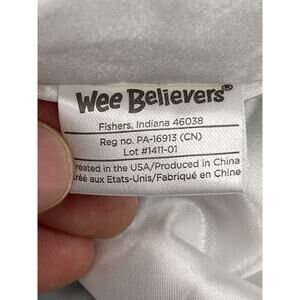 Wee Believers®
Fishers, Indiana 46038
Reg no. PA-16913 (CN)
Lot #1411-01
reated in the USA/Produced in China
réé aux Etats-Unis/Fabriqué en Chine